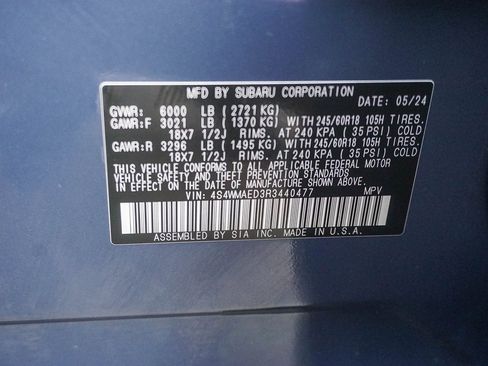 MFD BY SUBARU CORPORATION
DATE: 05/24
GVWR: 6000 LB (2721 KG)
GAWR:F 3021 LB (1370 KG) WITH 245/60R18 105H TIRES.
18X7 1/2J RIMS. AT 240 KPA (35 PSI) COLD
GAWR:R 3296 LB (1495 KG) WITH 245/60R18 105H TIRES.
18X7 1/2J RIMS. AT 240 KPA (35 PSI) COLD
THIS VEHICLE CONFORMS TO ALL APPLICABLE FEDERAL MOTOR
VEHICLE SAFETY AND THEFT PREVENTION STANDARDS
IN EFFECT ON THE DATE OF MANUFACTURE SHOWN ABOVE.
VIN: 4S4WMAED3R3440477 MPV
ASSEMBLED BY SIA INC. MADE IN U.S.A.